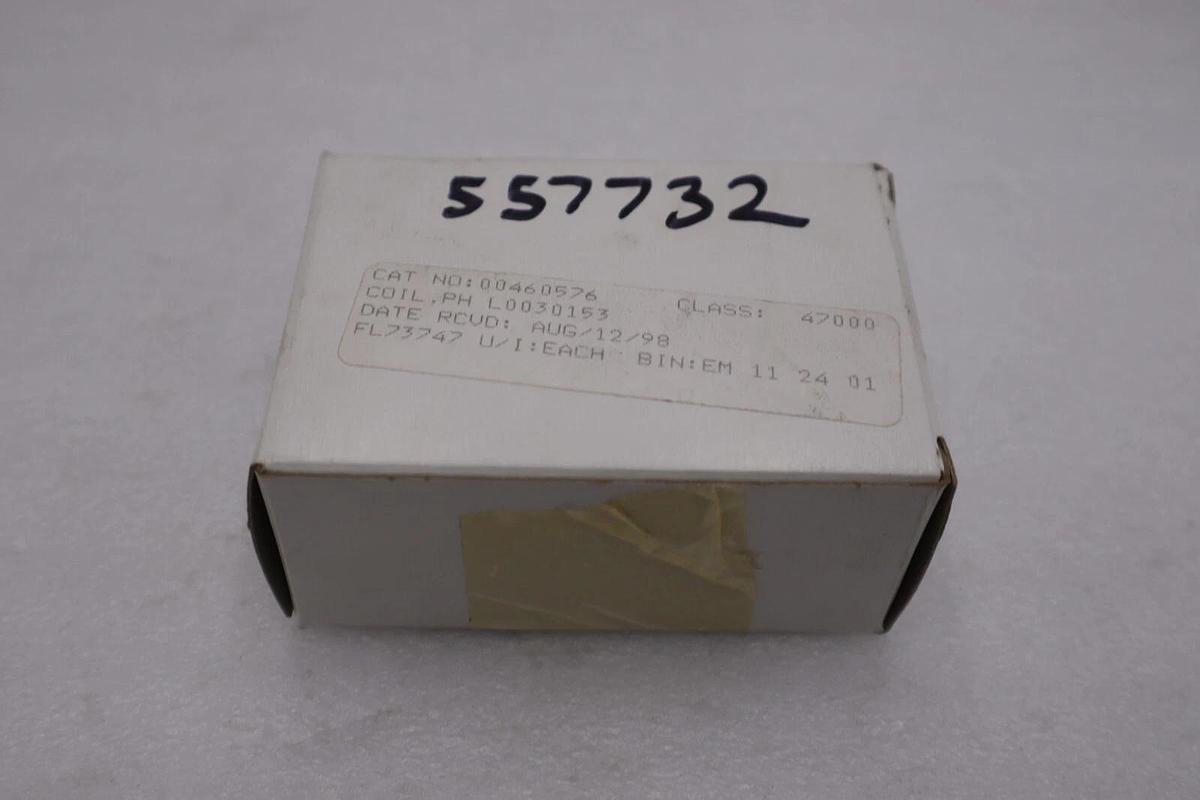 557732
CAT NO:00460576 CLASS: 47000
COIL,PH L0030153
DATE RCVD: AUG/12/98
FL73747 U/I:EACH BIN:EM 11 24 01